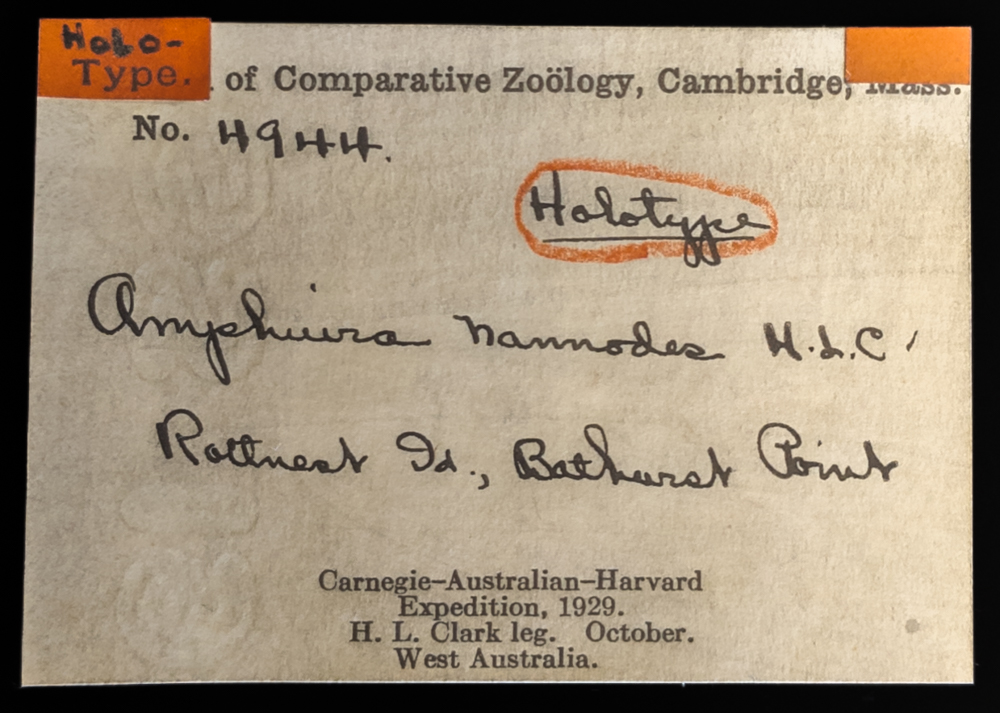 Holo-
Type. of Comparative Zoölogy, Cambridge, Mass.
No. 4944.
Holotype
Amphiura nannodes H.L.C.
Rottnest Id., Bathurst Point
Carnegie–Australian–Harvard
Expedition, 1929.
H. L. Clark leg. October.
West Australia.